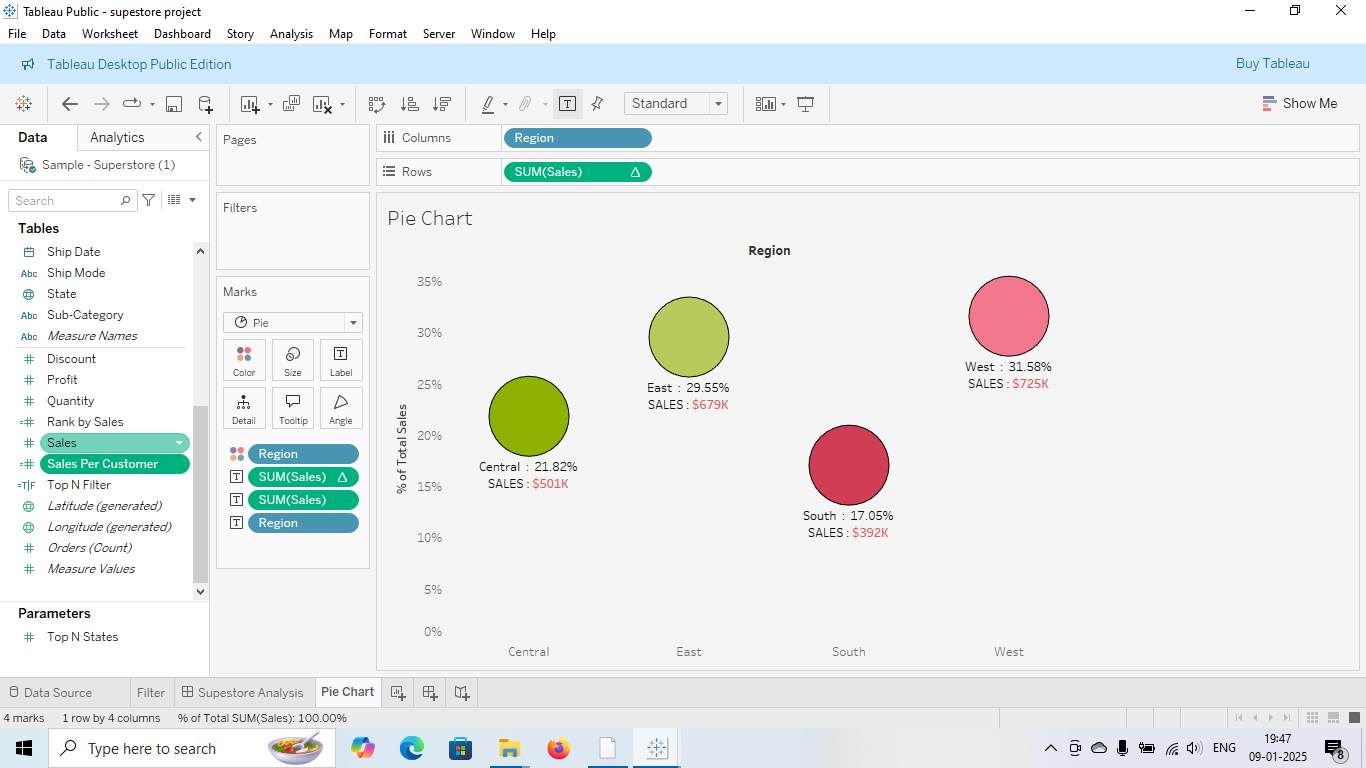 Tableau Public - supestore project
File Data Worksheet Dashboard Story Analysis Map Format Server Window Help
Tableau Desktop Public Edition
Buy Tableau
Standard
Show Me
Data
Analytics
Sample - Superstore (1)
Search
Tables
Ship Date
Abc Ship Mode
State
Abc Sub-Category
Abc Measure Names
Discount
Profit
Quantity
Rank by Sales
Sales
Sales Per Customer
Top N Filter
Latitude (generated)
Longitude (generated)
Orders (Count)
Measure Values
Parameters
Top N States
Pages
Filters
Marks
Pie
Color Size Label
Detail Tooltip Angle
Region
SUM(Sales)
SUM(Sales)
Region
Columns Region
Rows SUM(Sales)
Pie Chart
Region
% of Total Sales
35%
30%
25%
20%
15%
10%
5%
0%
Central : 21.82%
SALES : $501K
East : 29.55%
SALES : $679K
South : 17.05%
SALES : $392K
West : 31.58%
SALES : $725K
Central East South West
Data Source Filter Supestore Analysis Pie Chart
4 marks 1 row by 4 columns % of Total SUM(Sales): 100.00%
Type here to search
ENG
19:47
09-01-2025
8